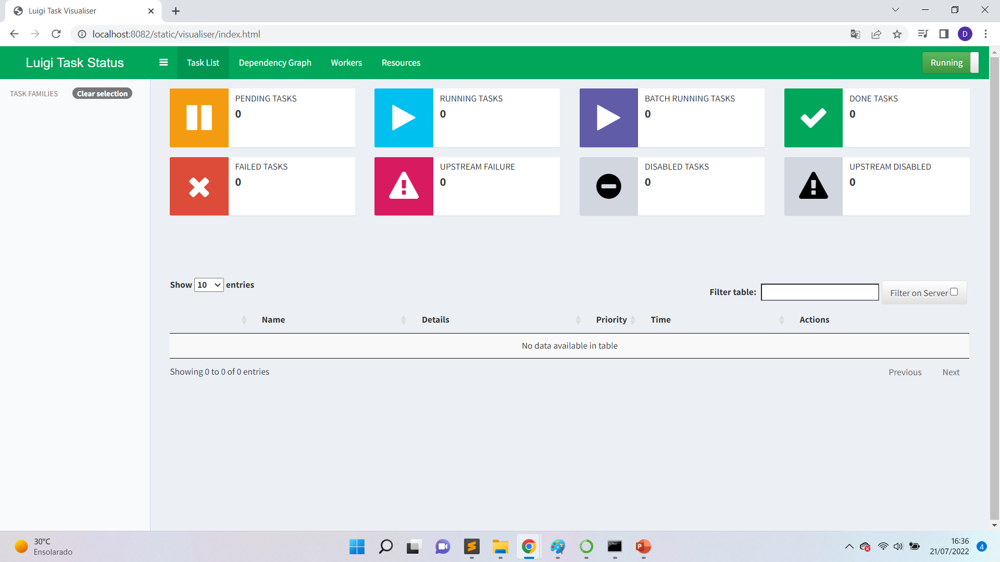 Luigi Task Visualiser
localhost:8082/static/visualiser/index.html
D
Luigi Task Status
Task List
Dependency Graph
Workers
Resources
Running
TASK FAMILIES
Clear selection
PENDING TASKS
0
RUNNING TASKS
0
BATCH RUNNING TASKS
0
DONE TASKS
0
FAILED TASKS
0
UPSTREAM FAILURE
0
DISABLED TASKS
0
UPSTREAM DISABLED
0
Show 10 entries
Filter table:
Filter on Server
Name
Details
Priority
Time
Actions
No data available in table
Showing 0 to 0 of 0 entries
Previous
Next
30°C
Ensolarado
16:36
21/07/2022
4